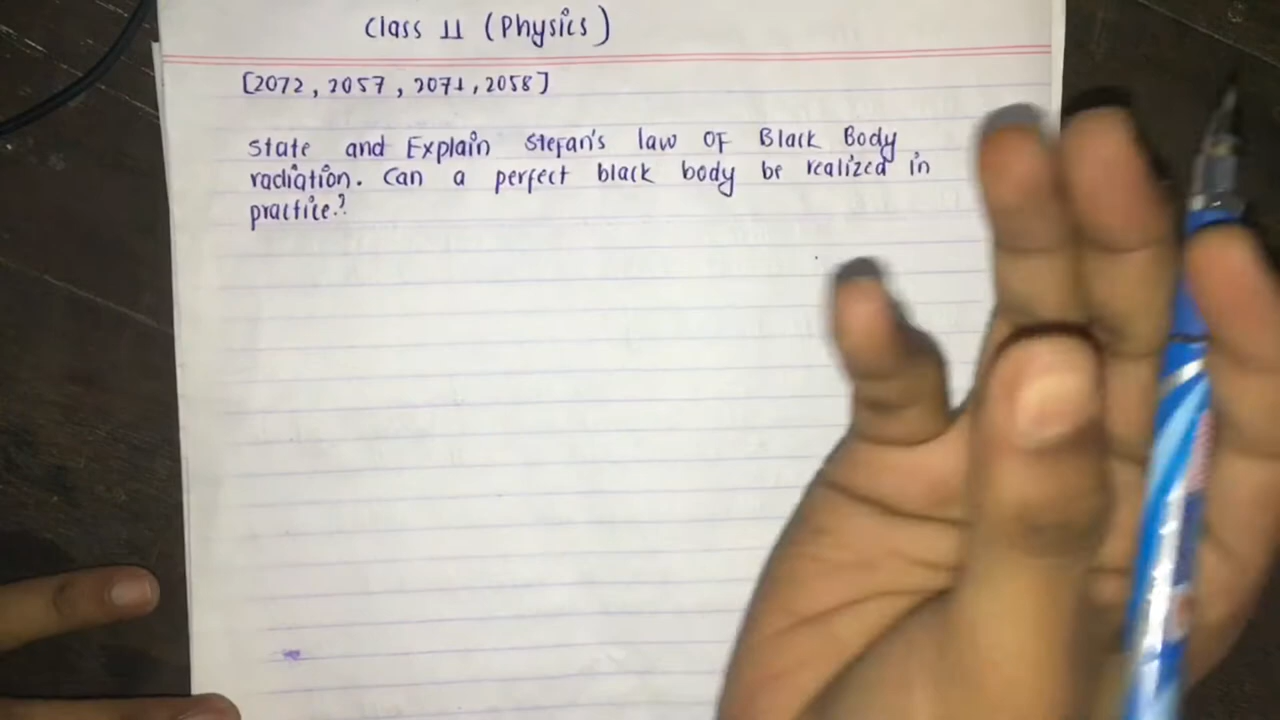 Class 11 (Physics)
[2072, 2057, 2071, 2058]
State and Explain Stefan's law OF Black Body
radiation. Can a perfect black body be realized in
practice.?